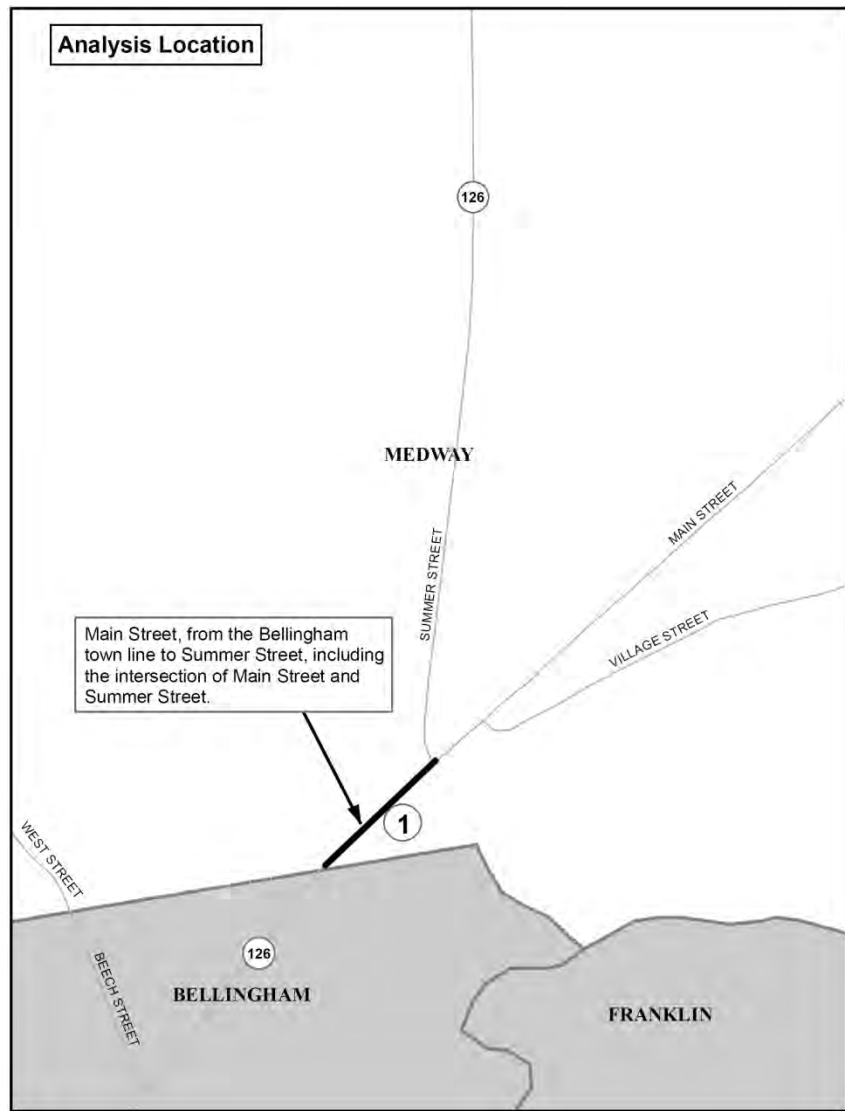 Analysis Location
126
MEDWAY
MAIN STREET
SUMMER STREET
VILLAGE STREET
Main Street, from the Bellingham
town line to Summer Street, including
the intersection of Main Street and
Summer Street.
1
WEST STREET
126
BEECH STREET
BELLINGHAM
FRANKLIN